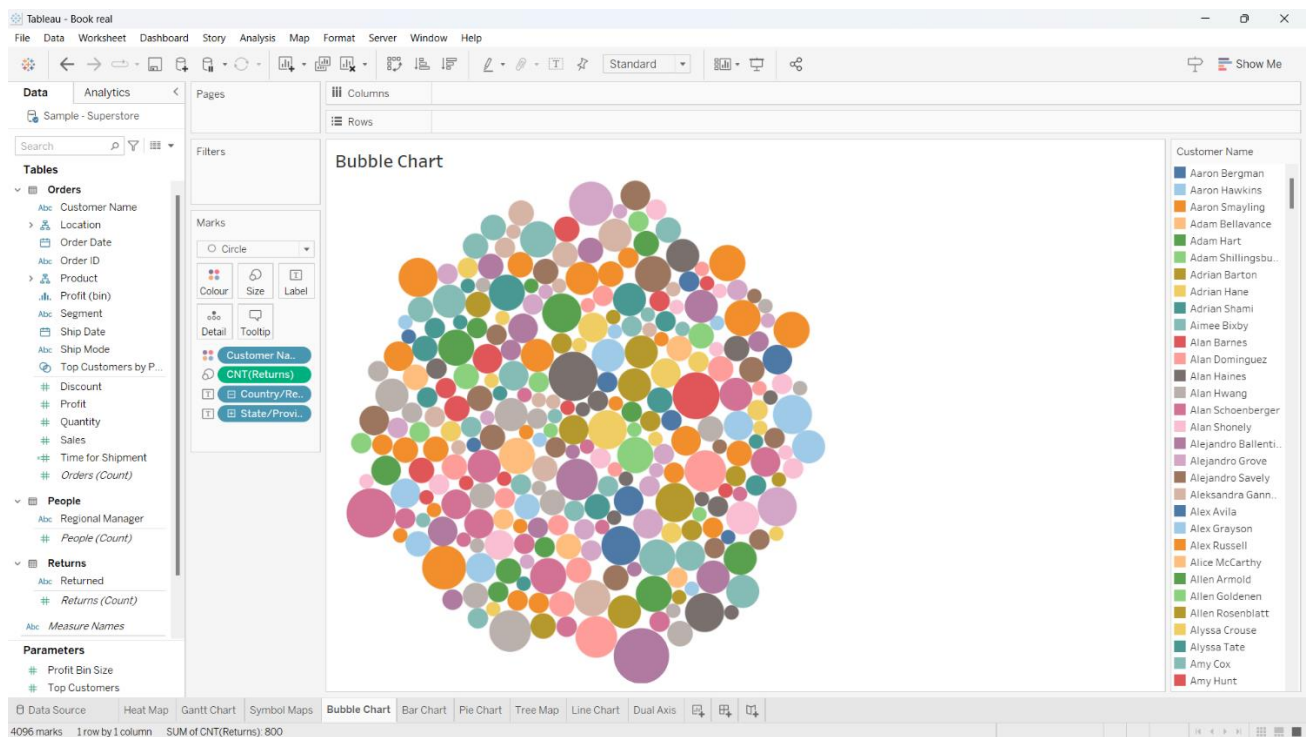 Tableau - Book real
File Data Worksheet Dashboard Story Analysis Map Format Server Window Help
Standard
Show Me
Data Analytics
Sample - Superstore
Search
Tables
Orders
Abc Customer Name
Location
Order Date
Abc Order ID
Product
Profit (bin)
Abc Segment
Ship Date
Abc Ship Mode
Top Customers by P...
# Discount
# Profit
# Quantity
# Sales
=# Time for Shipment
# Orders (Count)
People
Abc Regional Manager
# People (Count)
Returns
Abc Returned
# Returns (Count)
Abc Measure Names
Parameters
# Profit Bin Size
# Top Customers
Pages
Filters
Marks
Circle
Colour Size Label
Detail Tooltip
Customer Na..
CNT(Returns)
Country/Re..
State/Provi..
Columns
Rows
Bubble Chart
Customer Name
Aaron Bergman
Aaron Hawkins
Aaron Smayling
Adam Bellavance
Adam Hart
Adam Shillingsbu..
Adrian Barton
Adrian Hane
Adrian Shami
Aimee Bixby
Alan Barnes
Alan Dominguez
Alan Haines
Alan Hwang
Alan Schoenberger
Alan Shonely
Alejandro Ballenti..
Alejandro Grove
Alejandro Savely
Aleksandra Gann..
Alex Avila
Alex Grayson
Alex Russell
Alice McCarthy
Allen Armold
Allen Goldenen
Allen Rosenblatt
Alyssa Crouse
Alyssa Tate
Amy Cox
Amy Hunt
Data Source Heat Map Gantt Chart Symbol Maps Bubble Chart Bar Chart Pie Chart Tree Map Line Chart Dual Axis
4096 marks 1 row by 1 column SUM of CNT(Returns): 800